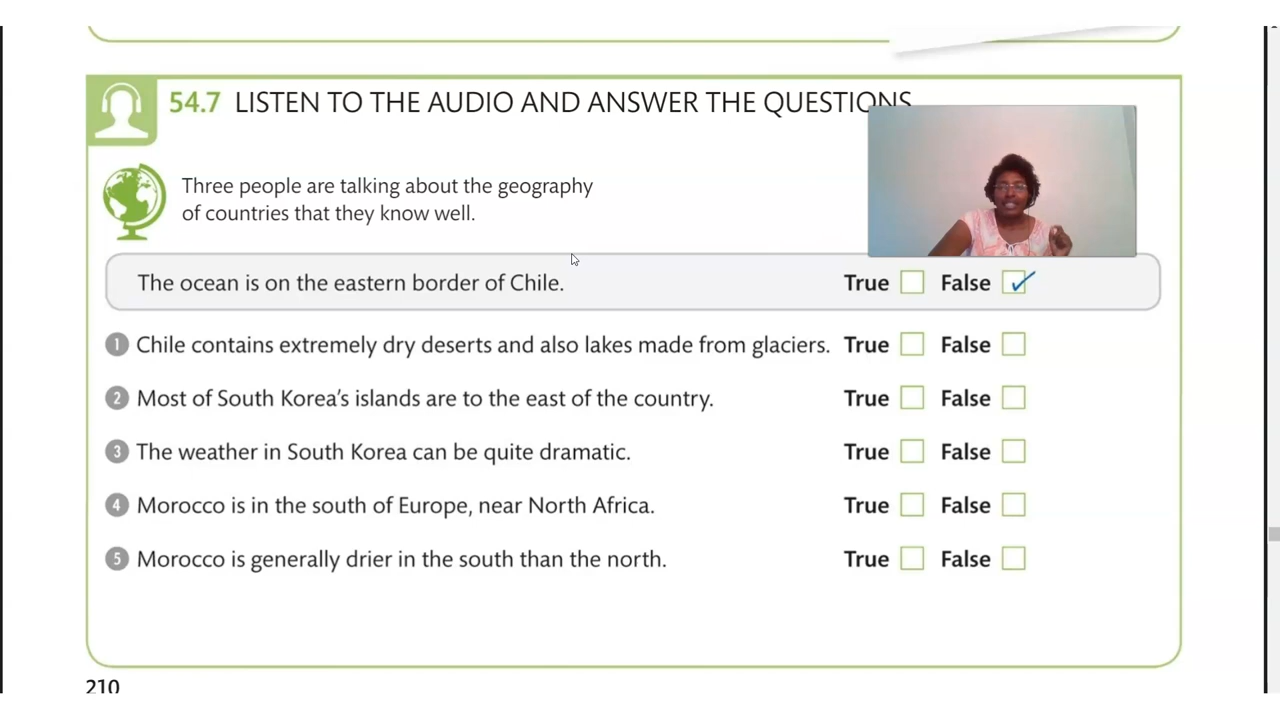 54.7 LISTEN TO THE AUDIO AND ANSWER THE QUESTIONS
Three people are talking about the geography
of countries that they know well.
The ocean is on the eastern border of Chile. True False
1 Chile contains extremely dry deserts and also lakes made from glaciers. True False
2 Most of South Korea's islands are to the east of the country. True False
3 The weather in South Korea can be quite dramatic. True False
4 Morocco is in the south of Europe, near North Africa. True False
5 Morocco is generally drier in the south than the north. True False
210